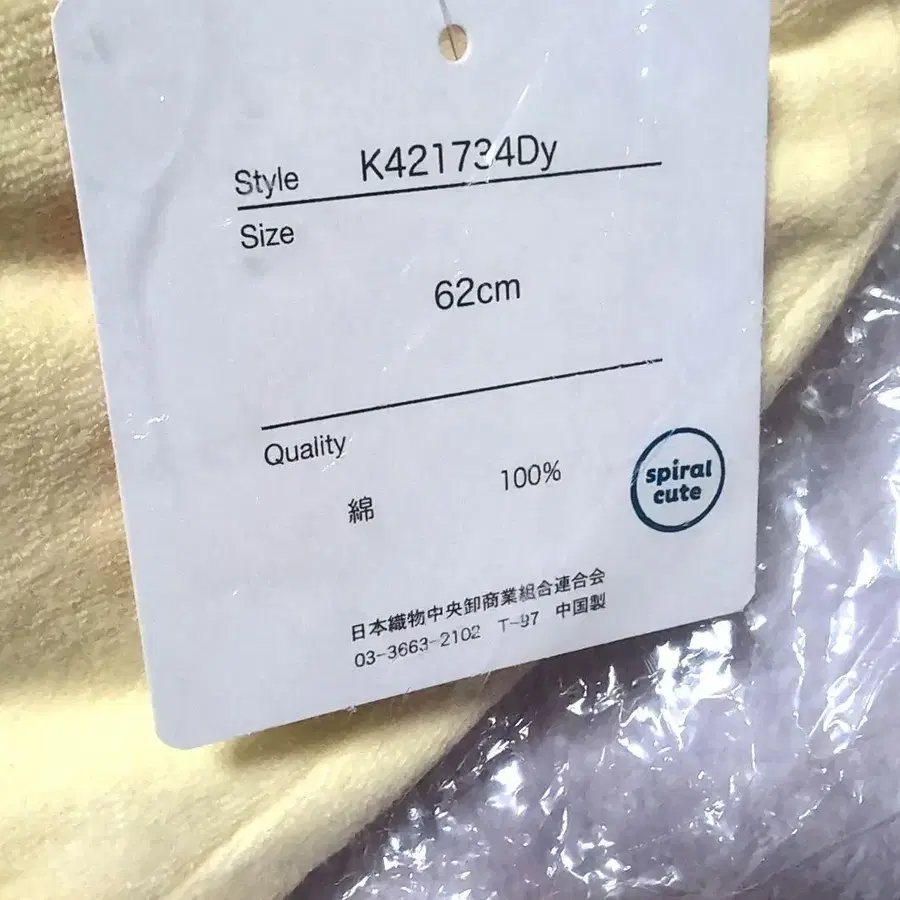 Style K421734Dy
Size
62cm
Quality
綿 100%
spiral
cute
日本織物中央卸商業組合連合会
03-3663-2102 T-97 中国製